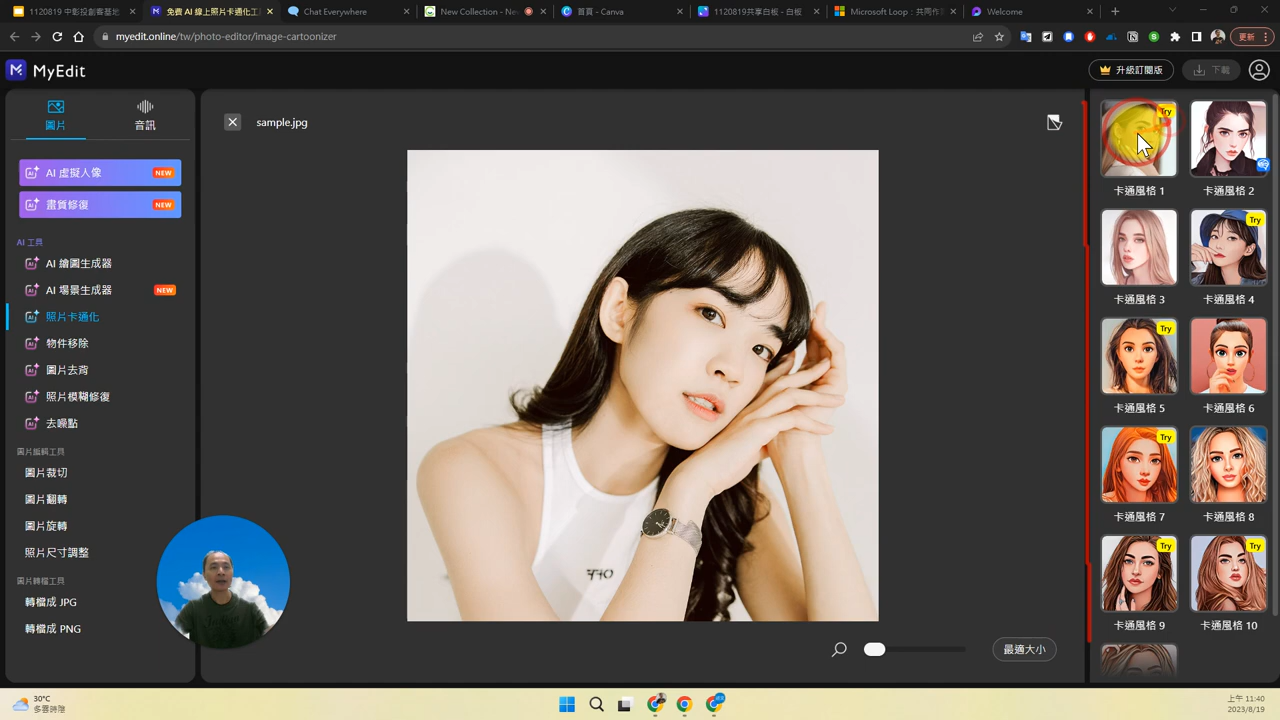 1120819 中彰投創客基地
免費 AI 線上照片卡通化工
Chat Everywhere
New Collection - Ne
首頁 - Canva
1120819共享白板 - 白板
Microsoft Loop：共同作
Welcome
myedit.online/tw/photo-editor/image-cartoonizer
更新
MyEdit
升級訂閱版
下載
圖片
音訊
AI 虛擬人像 NEW
畫質修復 NEW
AI 工具
AI 繪圖生成器
AI 場景生成器 NEW
照片卡通化
物件移除
圖片去背
照片模糊修復
去噪點
圖片編輯工具
圖片裁切
圖片翻轉
圖片旋轉
照片尺寸調整
圖片轉檔工具
轉檔成 JPG
轉檔成 PNG
sample.jpg
最適大小
Try
卡通風格 1
卡通風格 2
卡通風格 3
Try
卡通風格 4
Try
卡通風格 5
卡通風格 6
Try
卡通風格 7
卡通風格 8
Try
卡通風格 9
Try
卡通風格 10
30°C
多雲時陰
上午 11:40
2023/8/19